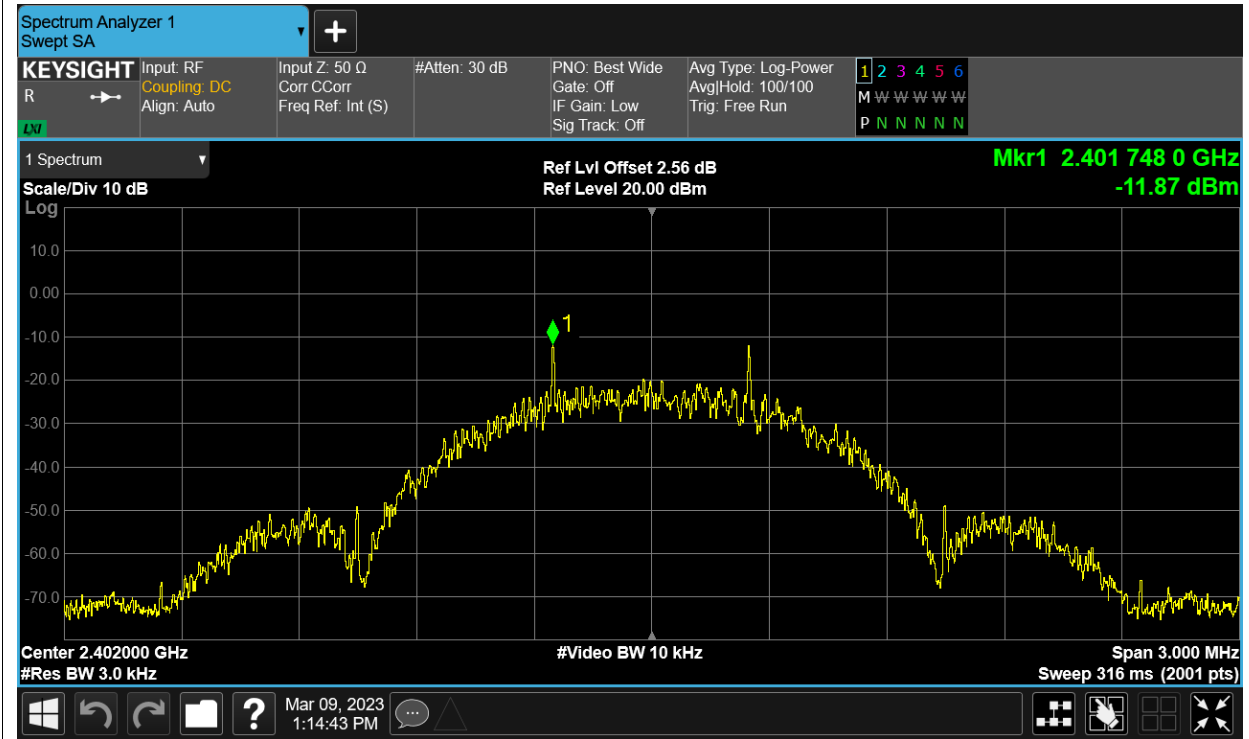 Spectrum Analyzer 1
Swept SA
+
KEYSIGHT
R
LXI
Input: RF
Coupling: DC
Align: Auto
Input Z: 50 Ω
Corr CCorr
Freq Ref: Int (S)
#Atten: 30 dB
PNO: Best Wide
Gate: Off
IF Gain: Low
Sig Track: Off
Avg Type: Log-Power
Avg|Hold: 100/100
Trig: Free Run
1 2 3 4 5 6
M W W W W W
P N N N N N
1 Spectrum
Scale/Div 10 dB
Log
Ref Lvl Offset 2.56 dB
Ref Level 20.00 dBm
Mkr1 2.401 748 0 GHz
-11.87 dBm
10.0
0.00
-10.0
-20.0
-30.0
-40.0
-50.0
-60.0
-70.0
1
Center 2.402000 GHz
#Res BW 3.0 kHz
#Video BW 10 kHz
Span 3.000 MHz
Sweep 316 ms (2001 pts)
?
Mar 09, 2023
1:14:43 PM